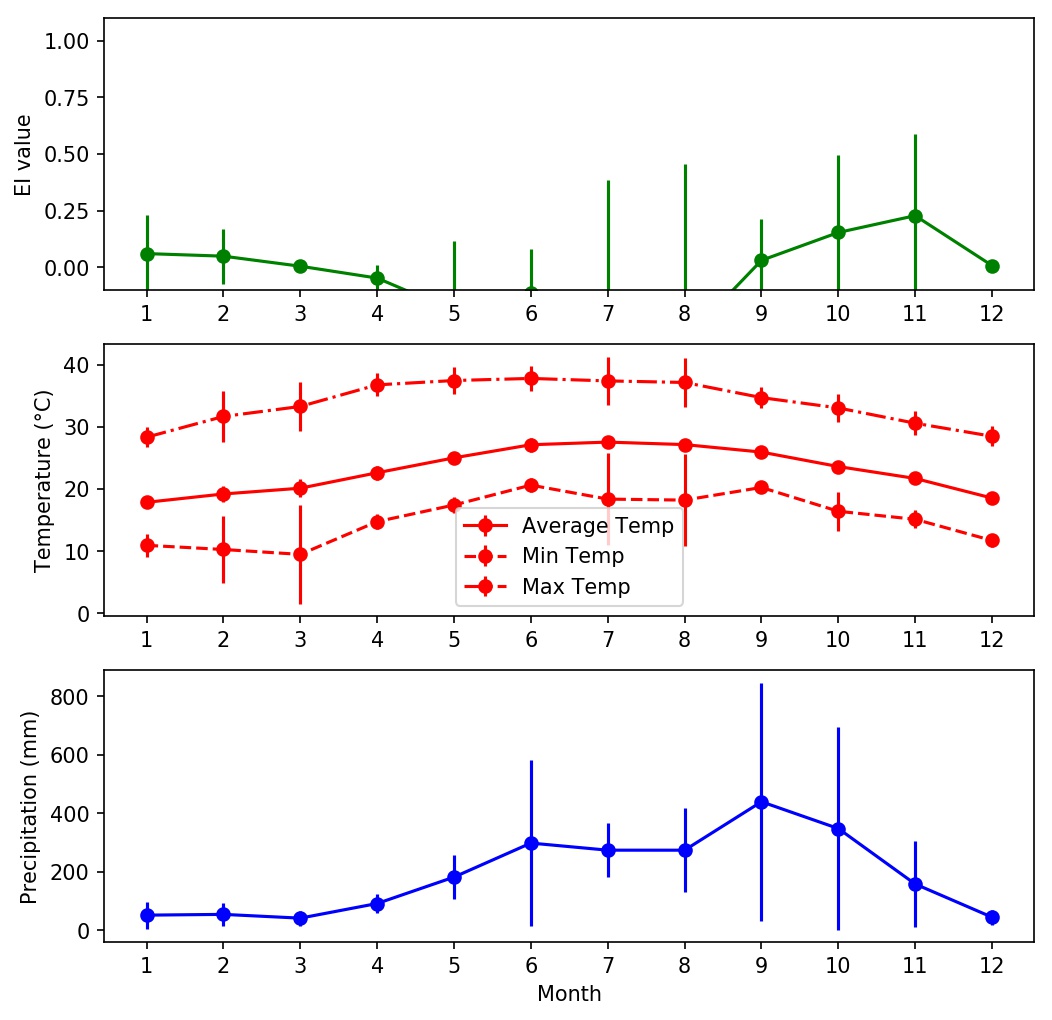 EI value
1.00
0.75
0.50
0.25
0.00
1 2 3 4 5 6 7 8 9 10 11 12
Temperature (°C)
40
30
20
10
0
Average Temp
Min Temp
Max Temp
1 2 3 4 5 6 7 8 9 10 11 12
Precipitation (mm)
800
600
400
200
0
1 2 3 4 5 6 7 8 9 10 11 12
Month